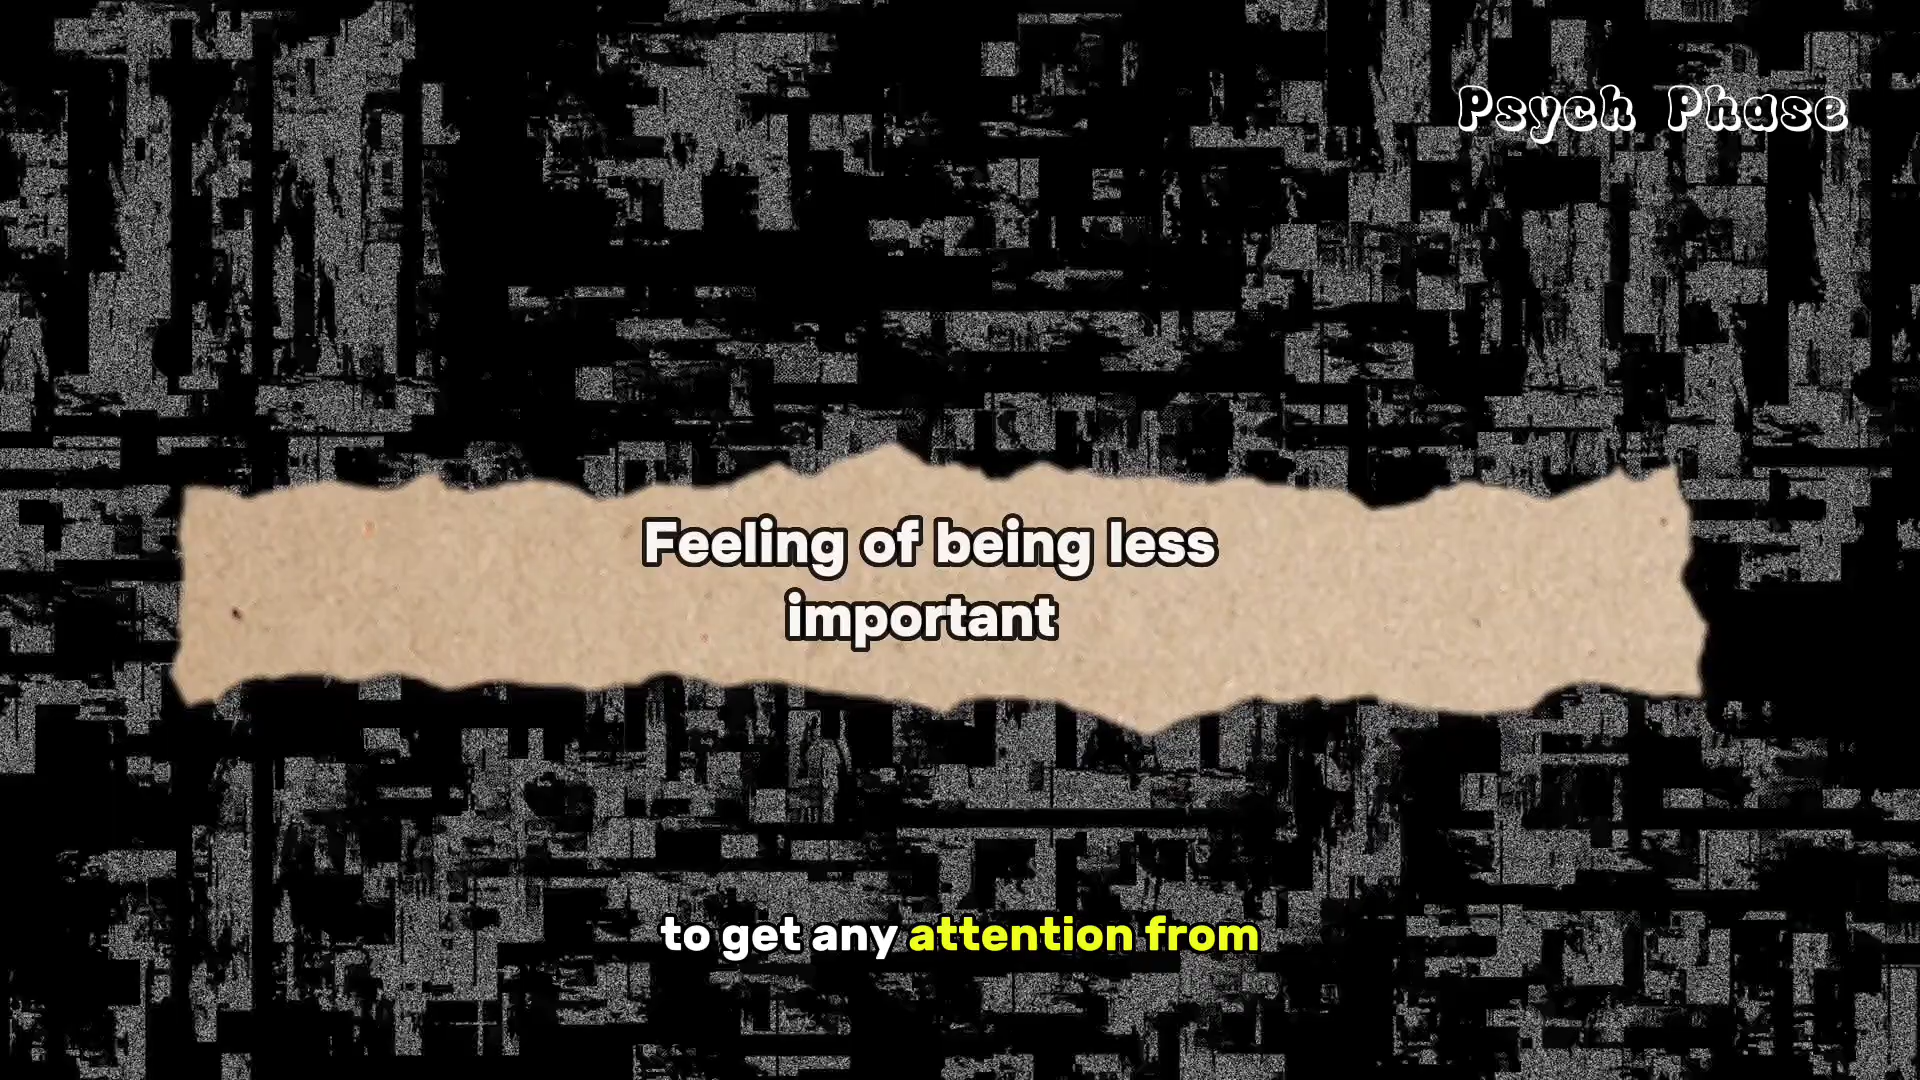 Psych Phase
Feeling of being less
important
to get any attention from